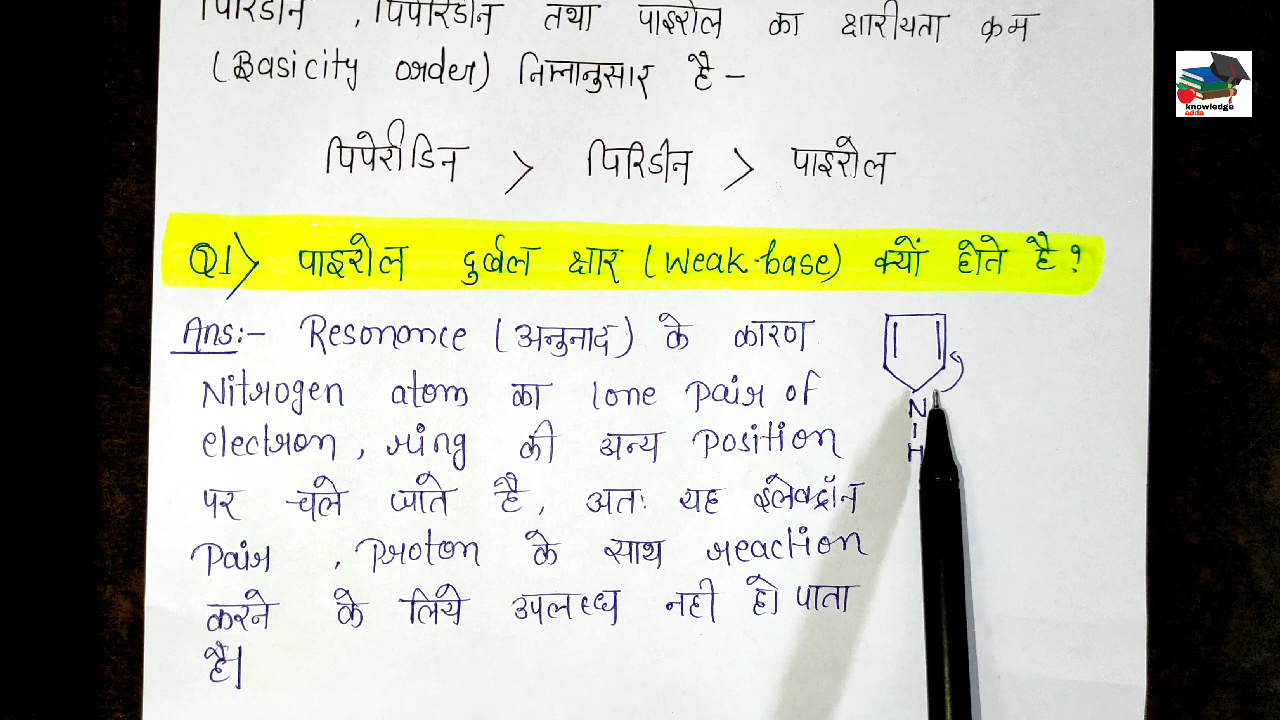 पिरिडीन , पिपेरिडीन तथा पाइरोल का क्षारीयता क्रम
(Basicity order) निम्नानुसार है -
पिपेरीडिन > पिरिडीन > पाइरोल
Q1> पाइरोल दुर्बल क्षार (weak-base) क्यों होते है ?
Ans:- Resonance (अनुनाद) के कारण
Nitrogen atom का lone pair of
electron, ring की अन्य position
पर चले जाते है, अतः यह इलेक्ट्रॉन
Pair , Proton के साथ reaction
करने के लिये उपलब्ध नही हो पाता
है।
N
H
knowledge
adda